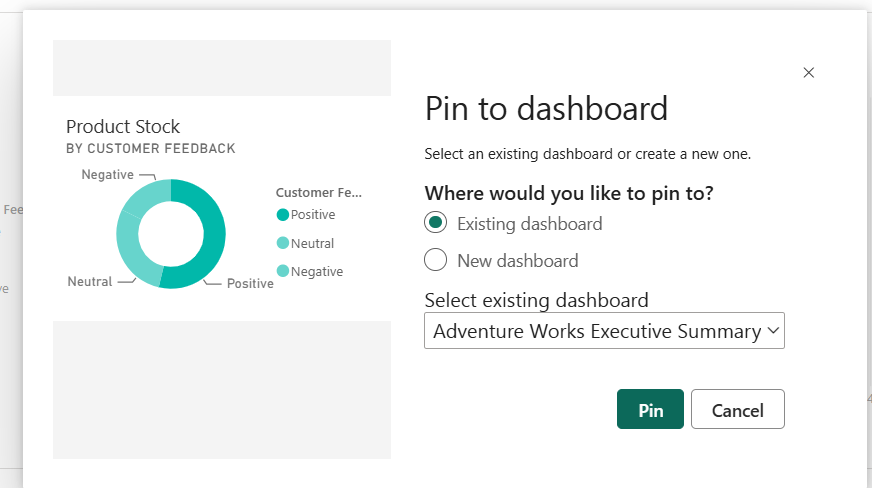 Product Stock
BY CUSTOMER FEEDBACK
Negative
Neutral
Positive
Customer Fe...
Positive
Neutral
Negative
Pin to dashboard
Select an existing dashboard or create a new one.
Where would you like to pin to?
Existing dashboard
New dashboard
Select existing dashboard
Adventure Works Executive Summary
Pin
Cancel
Fee